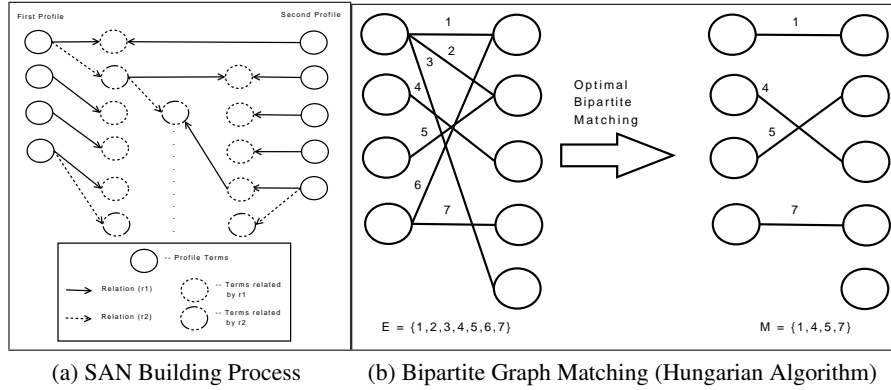 First Profile
Second Profile
-- Profile Terms
Relation (r1)
-- Terms related
by r1
Relation (r2)
-- Terms related
by r2
1
2
3
4
5
6
7
E = {1,2,3,4,5,6,7}
Optimal
Bipartite
Matching
1
4
5
7
M = {1,4,5,7}
(a) SAN Building Process
(b) Bipartite Graph Matching (Hungarian Algorithm)